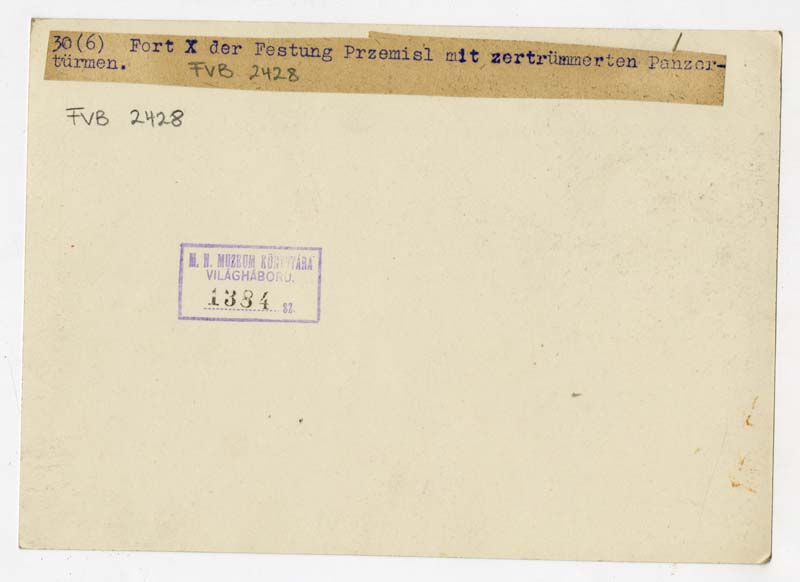 30(6) Fort X der Festung Przemisl mit zertrümmerten Panzer-
türmen.
FVB 2428
FVB 2428
M. N. MUZEUM KÖNYVTÁRA
VILÁGHÁBORU.
1384 SZ.